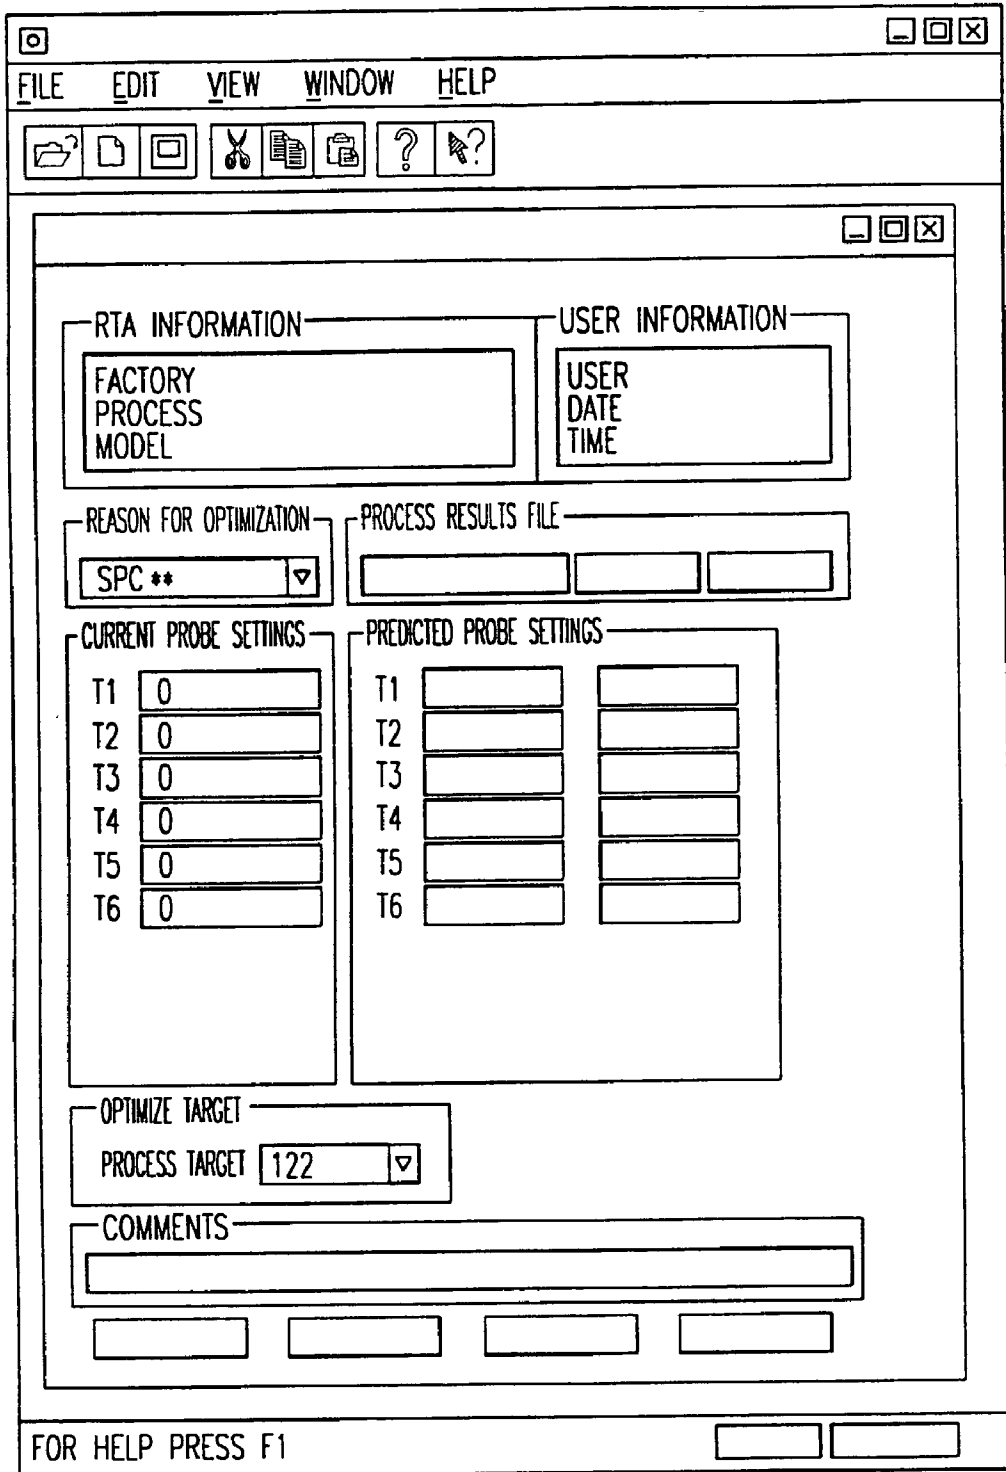 FILE EDIT VIEW WINDOW HELP
? ?
RTA INFORMATION
FACTORY
PROCESS
MODEL
USER INFORMATION
USER
DATE
TIME
REASON FOR OPTIMIZATION
SPC **
PROCESS RESULTS FILE
CURRENT PROBE SETTINGS
T1 0
T2 0
T3 0
T4 0
T5 0
T6 0
PREDICTED PROBE SETTINGS
T1
T2
T3
T4
T5
T6
OPTIMIZE TARGET
PROCESS TARGET 122
COMMENTS
FOR HELP PRESS F1